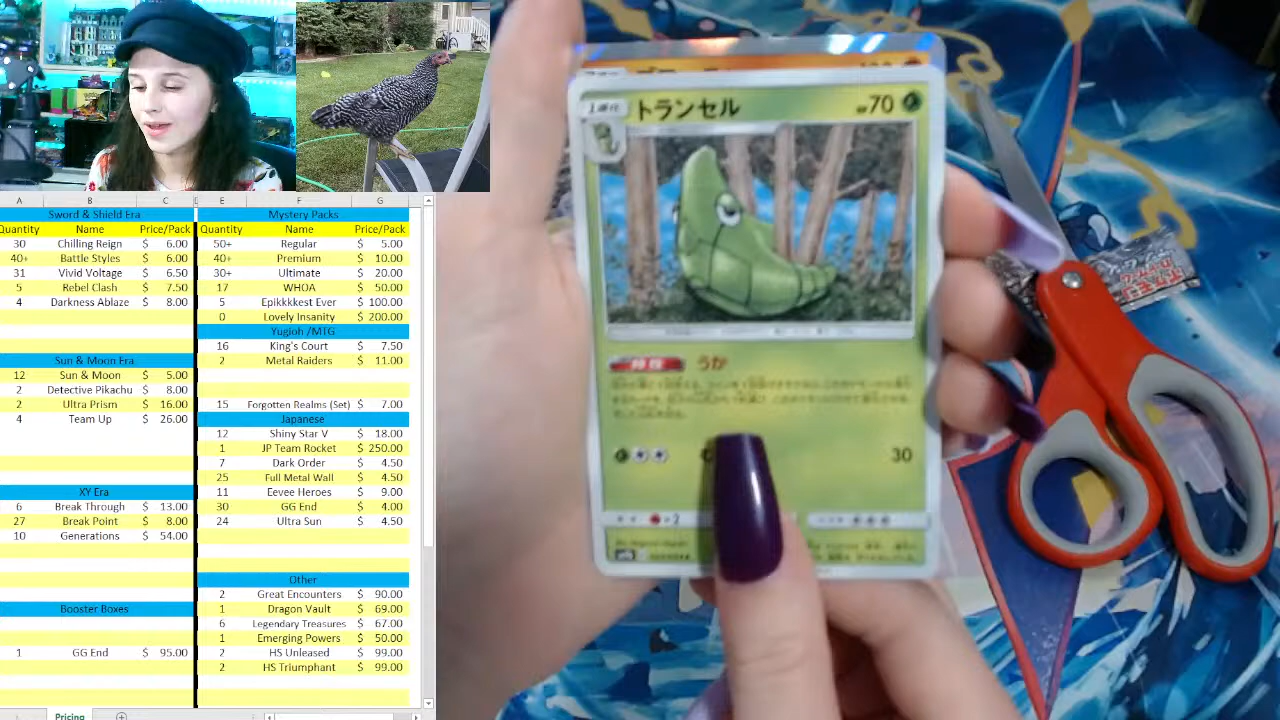 A B C E F G
Sword & Shield Era
Quantity Name Price/Pack
30 Chilling Reign $ 6.00
40+ Battle Styles $ 6.00
31 Vivid Voltage $ 6.50
5 Rebel Clash $ 7.50
4 Darkness Ablaze $ 8.00
Sun & Moon Era
12 Sun & Moon $ 5.00
2 Detective Pikachu $ 8.00
2 Ultra Prism $ 16.00
4 Team Up $ 26.00
XY Era
6 Break Through $ 13.00
27 Break Point $ 8.00
10 Generations $ 54.00
Booster Boxes
1 GG End $ 95.00
Mystery Packs
Quantity Name Price/Pack
50+ Regular $ 5.00
40+ Premium $ 10.00
30+ Ultimate $ 20.00
17 WHOA $ 50.00
5 Epikkkest Ever $ 100.00
0 Lovely Insanity $ 200.00
Yugioh /MTG
16 King's Court $ 7.50
2 Metal Raiders $ 11.00
15 Forgotten Realms (Set) $ 7.00
Japanese
12 Shiny Star V $ 18.00
1 JP Team Rocket $ 250.00
7 Dark Order $ 4.50
25 Full Metal Wall $ 4.50
11 Eevee Heroes $ 9.00
30 GG End $ 4.00
24 Ultra Sun $ 4.50
Other
2 Great Encounters $ 90.00
1 Dragon Vault $ 69.00
6 Legendary Treasures $ 67.00
1 Emerging Powers $ 50.00
2 HS Unleased $ 99.00
2 HS Triumphant $ 99.00
Pricing
1進化 トランセル HP 70
特性 うか
30
×2